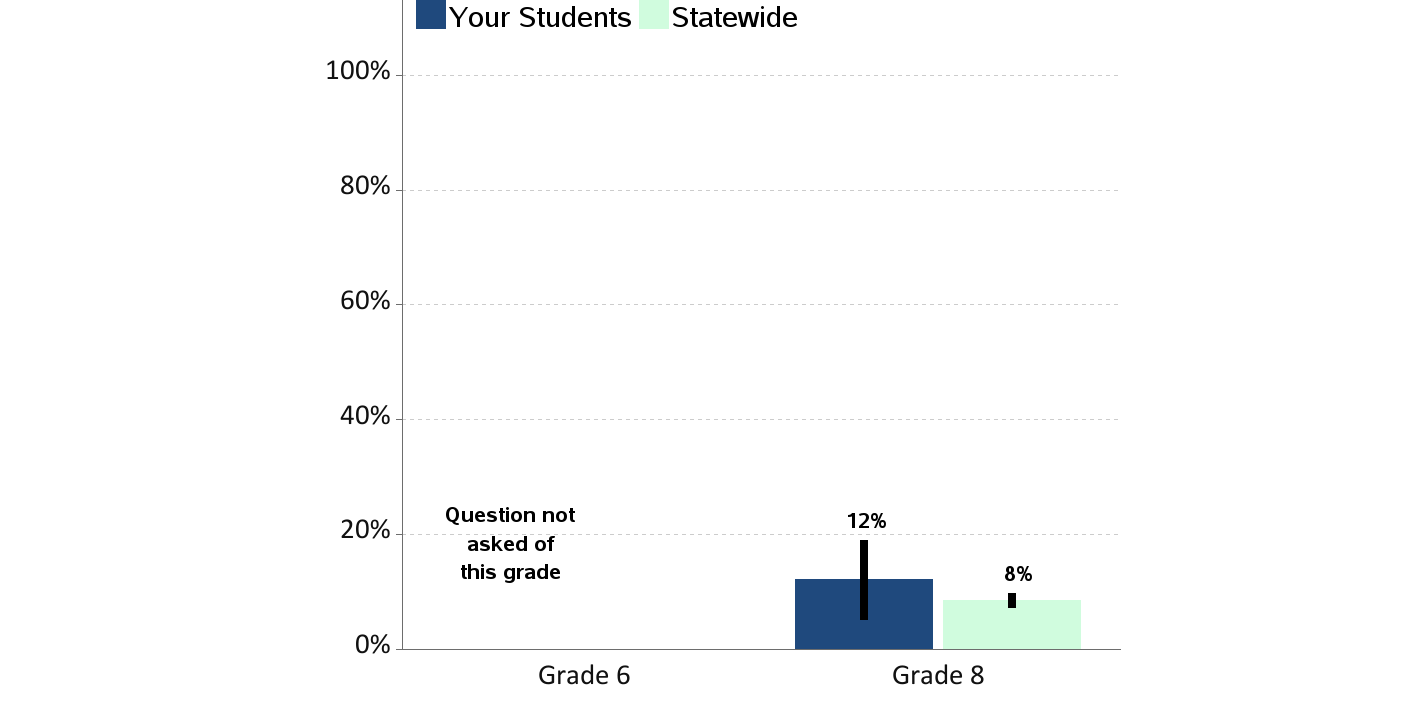 Your Students Statewide
100%
80%
60%
40%
20%
0%
Question not
asked of
this grade
12%
8%
Grade 6 Grade 8